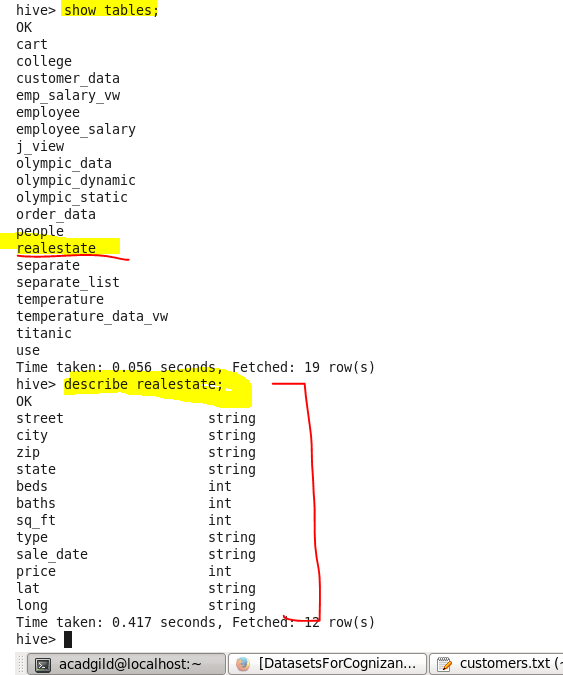 hive> show tables;
OK
cart
college
customer_data
emp_salary_vw
employee
employee_salary
j_view
olympic_data
olympic_dynamic
olympic_static
order_data
people
realestate
separate
separate_list
temperature
temperature_data_vw
titanic
use
Time taken: 0.056 seconds, Fetched: 19 row(s)
hive> describe realestate;
OK
street string
city string
zip string
state string
beds int
baths int
sq_ft int
type string
sale_date string
price int
lat string
long string
Time taken: 0.417 seconds, Fetched: 12 row(s)
hive>
acadgild@localhost:~ [DatasetsForCognizan... customers.txt (~